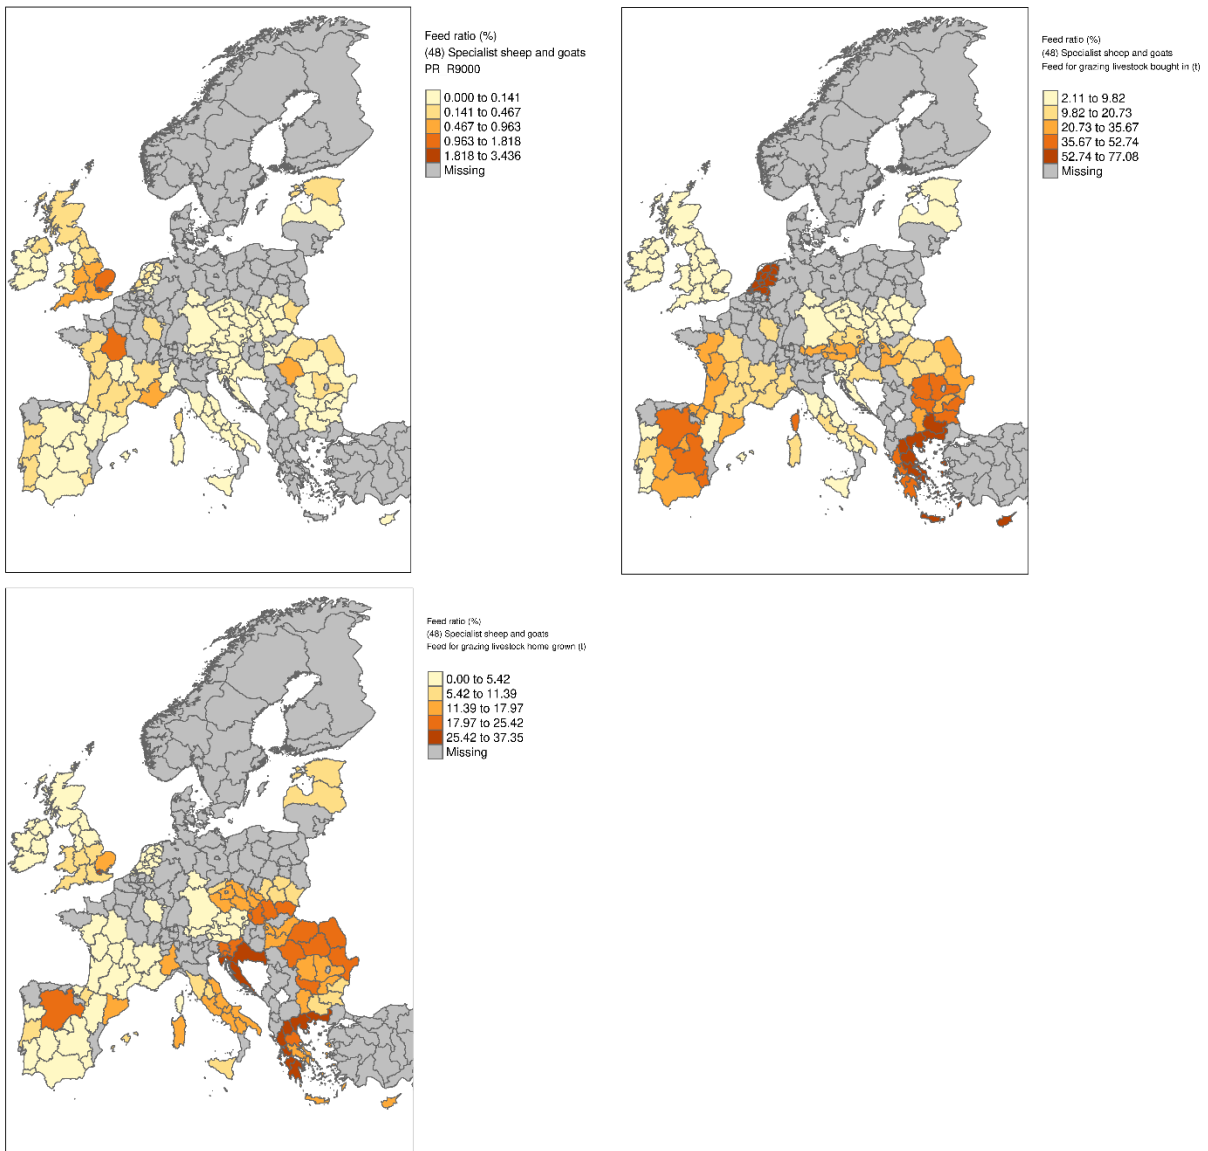 Feed ratio (%)
(48) Specialist sheep and goats
PR R9000
0.000 to 0.141
0.141 to 0.467
0.467 to 0.963
0.963 to 1.818
1.818 to 3.436
Missing
Feed ratio (%)
(48) Specialist sheep and goats
Feed for grazing livestock bought in (t)
2.11 to 9.82
9.82 to 20.73
20.73 to 35.67
35.67 to 52.74
52.74 to 77.08
Missing
Feed ratio (%)
(48) Specialist sheep and goats
Feed for grazing livestock home grown (t)
0.00 to 5.42
5.42 to 11.39
11.39 to 17.97
17.97 to 25.42
25.42 to 37.35
Missing